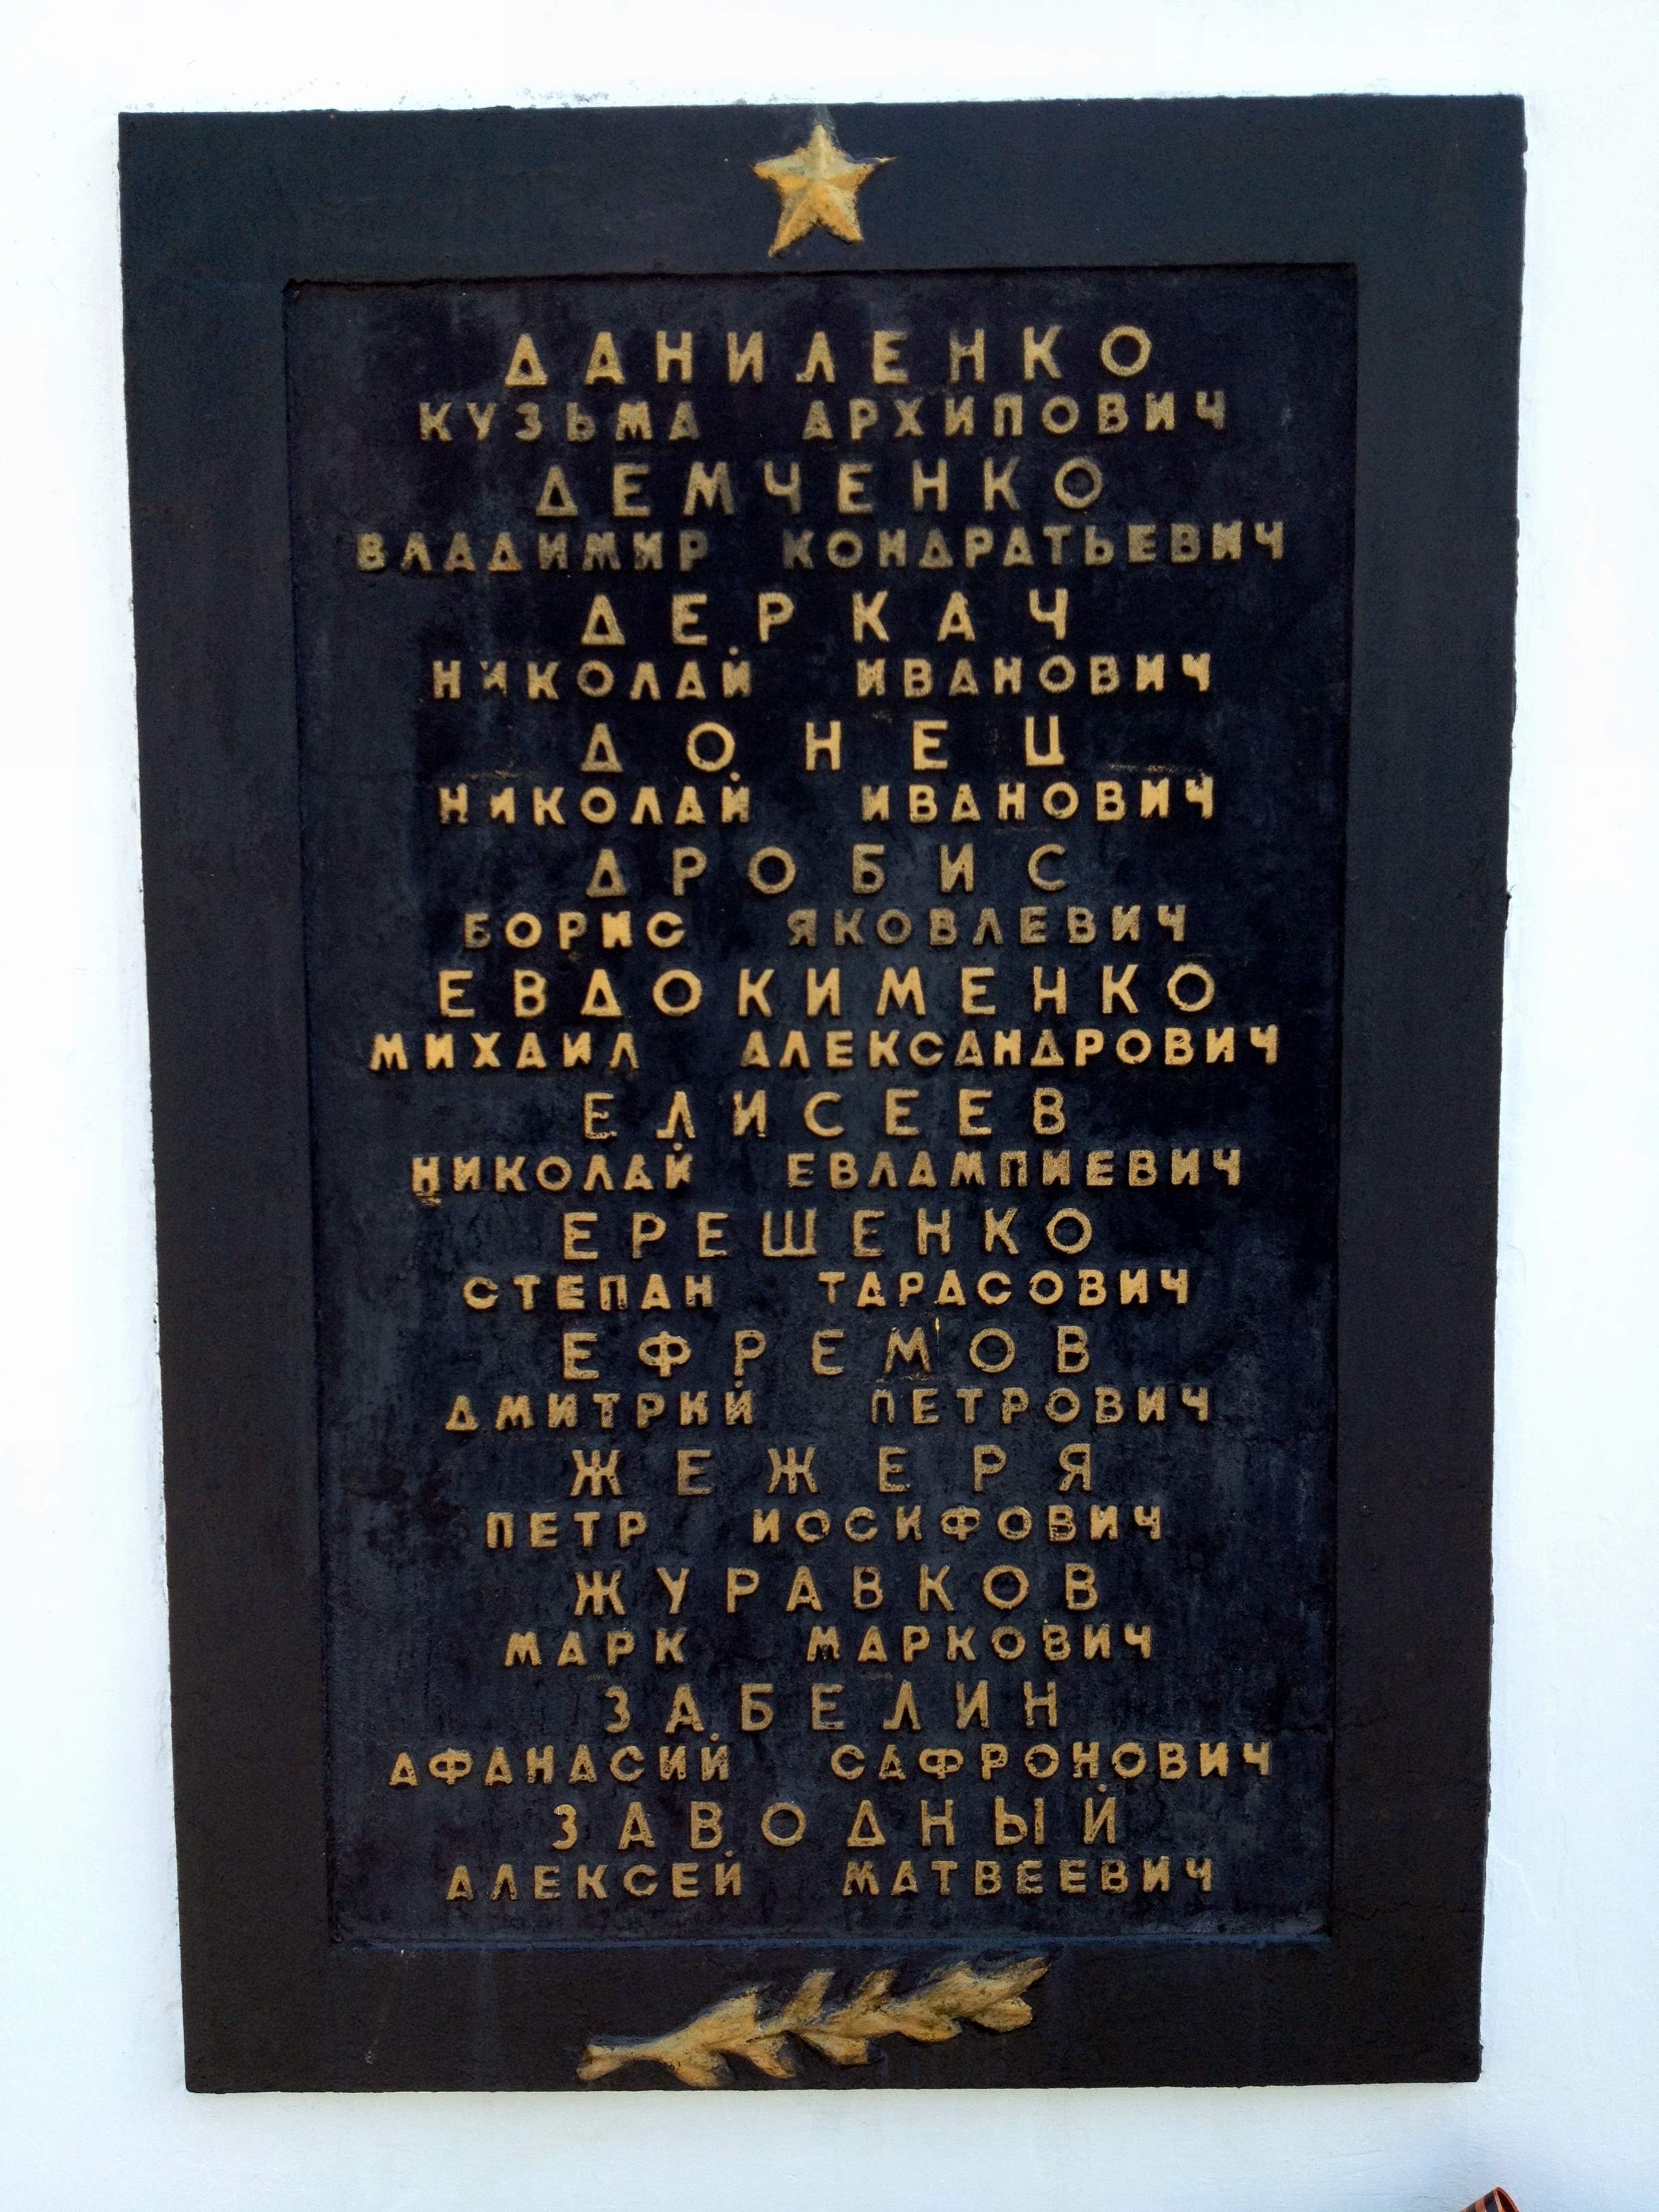 ДАНИЛЕНКО
КУЗЬМА АРХИПОВИЧ
ДЕМЧЕНКО
ВЛАДИМИР КОНДРАТЬЕВИЧ
ДЕРКАЧ
НИКОЛАЙ ИВАНОВИЧ
ДОНЕЦ
НИКОЛАЙ ИВАНОВИЧ
ДРОБИС
БОРИС ЯКОВЛЕВИЧ
ЕВДОКИМЕНКО
МИХАИЛ АЛЕКСАНДРОВИЧ
ЕЛИСЕЕВ
НИКОЛАЙ ЕВЛАМПИЕВИЧ
ЕРЕШЕНКО
СТЕПАН ТАРАСОВИЧ
ЕФРЕМОВ
ДМИТРИЙ ПЕТРОВИЧ
ЖЕЖЕРЯ
ПЕТР ИОСИФОВИЧ
ЖУРАВКОВ
МАРК МАРКОВИЧ
ЗАБЕЛИН
АФАНАСИЙ САФРОНОВИЧ
ЗАВОДНЫЙ
АЛЕКСЕЙ МАТВЕЕВИЧ